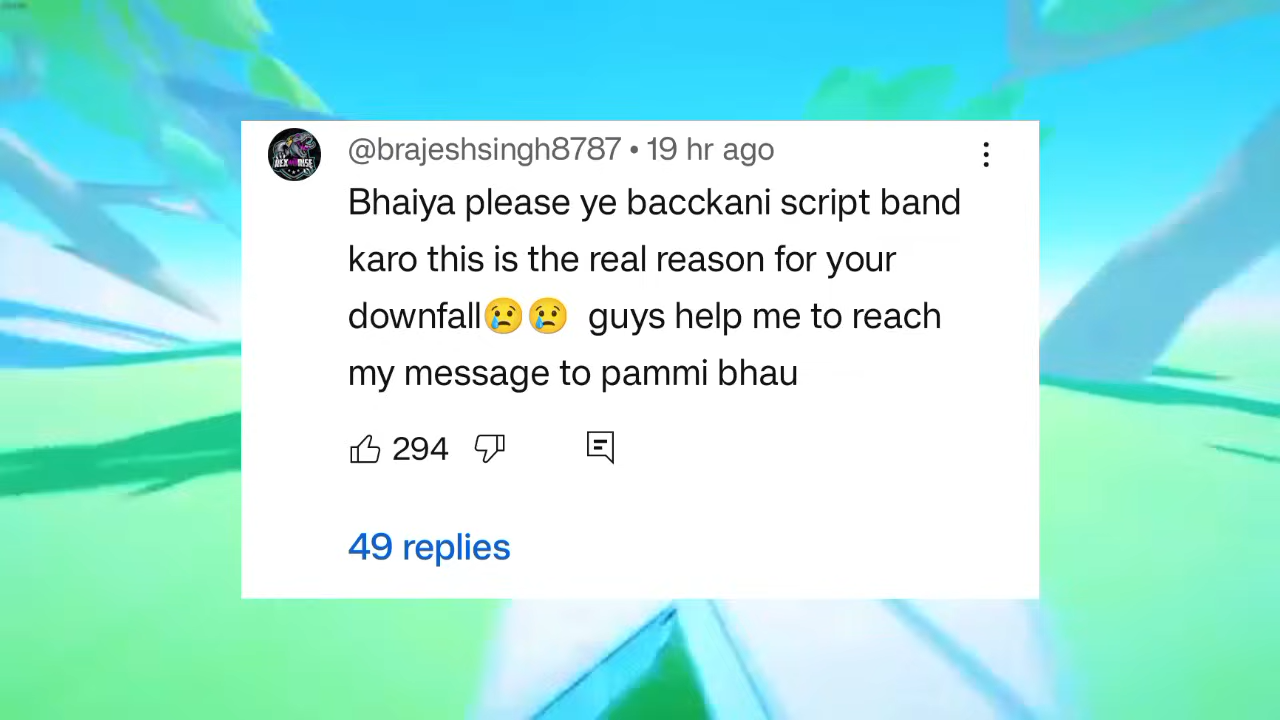 @brajeshsingh8787 • 19 hr ago
Bhaiya please ye bacckani script band
karo this is the real reason for your
downfall😢😢 guys help me to reach
my message to pammi bhau
294
49 replies